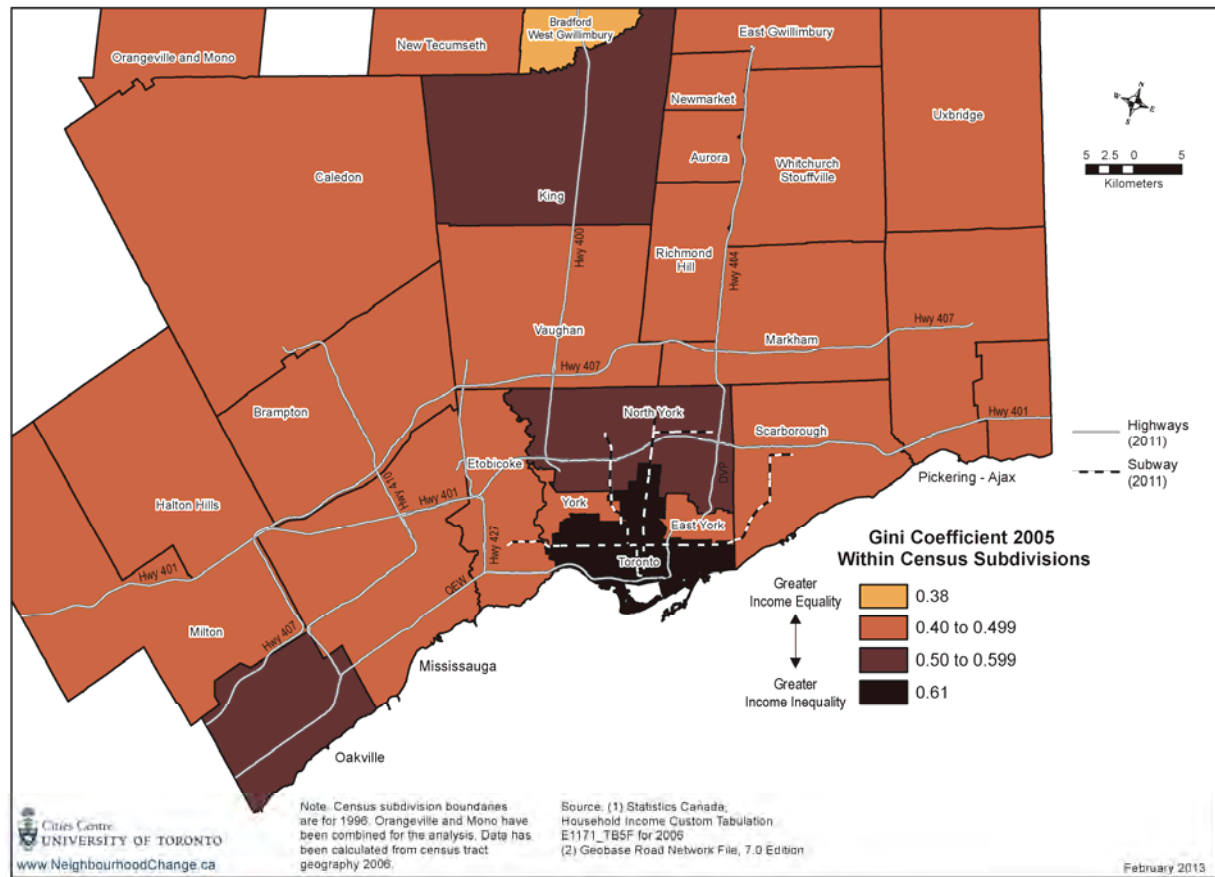 Bradford
West Gwillimbury
East Gwillimbury
New Tecumseth
Orangeville and Mono
Newmarket
Uxbridge
Aurora
Whitchurch
Stouffville
Caledon
King
N
W
E
S
5 2.5 0 5
Kilometers
Hwy 400
Richmond
Hill
Hwy 404
Vaughan
Markham
Hwy 407
Hwy 407
Brampton
North York
Scarborough
Hwy 401
Highways
(2011)
Subway
(2011)
Etobicoke
DVP
Hwy 410
Hwy 401
Halton Hills
York
East York
Pickering - Ajax
Hwy 427
Toronto
Hwy 401
QEW
Milton
Hwy 407
Mississauga
Oakville
Gini Coefficient 2005
Within Census Subdivisions
Greater
Income Equality
Greater
Income Inequality
0.38
0.40 to 0.499
0.50 to 0.599
0.61
Cities Centre
UNIVERSITY OF TORONTO
www.NeighbourhoodChange.ca
Note. Census subdivision boundaries
are for 1996. Orangeville and Mono have
been combined for the analysis. Data has
been calculated from census tract
geography 2006.
Source: (1) Statistics Canada,
Household Income Custom Tabulation
E1171_TB5F for 2006
(2) Geobase Road Network File, 7.0 Edition
February 2013